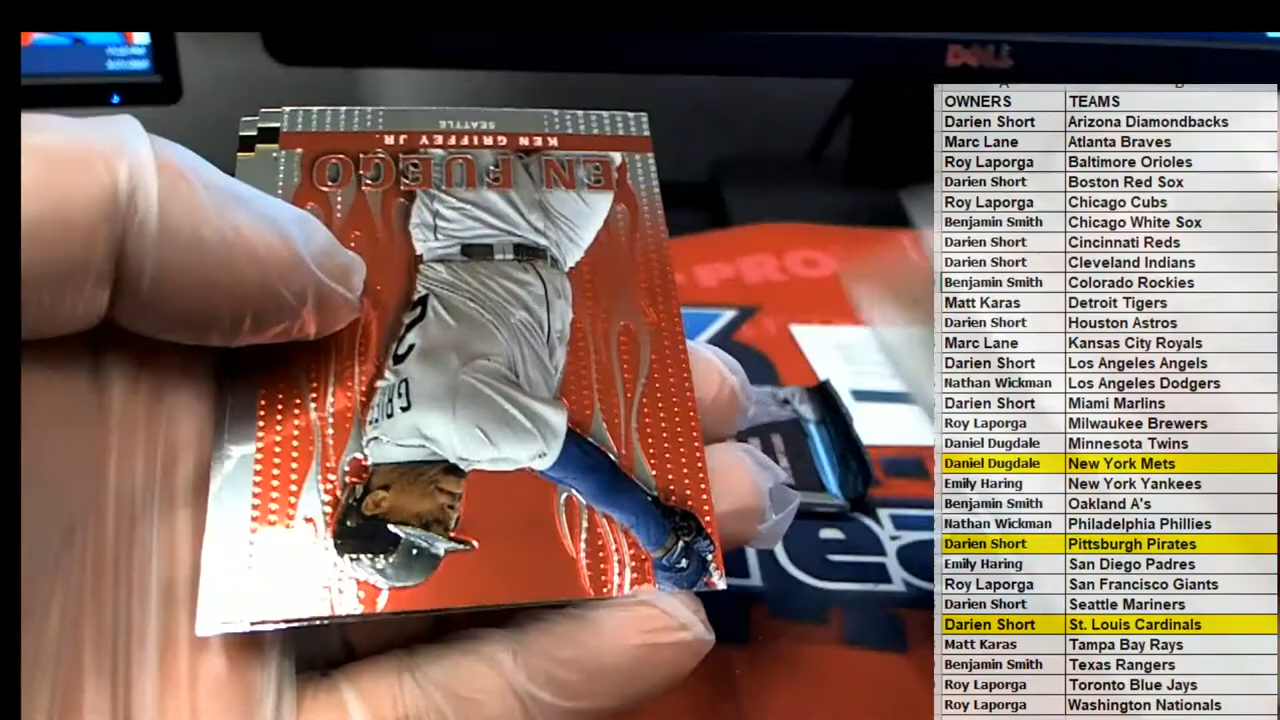 DELL
SEATTLE
KEN GRIFFEY JR.
EN FUEGO
PRO
OWNERS TEAMS
Darien Short Arizona Diamondbacks
Marc Lane Atlanta Braves
Roy Laporga Baltimore Orioles
Darien Short Boston Red Sox
Roy Laporga Chicago Cubs
Benjamin Smith Chicago White Sox
Darien Short Cincinnati Reds
Darien Short Cleveland Indians
Benjamin Smith Colorado Rockies
Matt Karas Detroit Tigers
Darien Short Houston Astros
Marc Lane Kansas City Royals
Darien Short Los Angeles Angels
Nathan Wickman Los Angeles Dodgers
Darien Short Miami Marlins
Roy Laporga Milwaukee Brewers
Daniel Dugdale Minnesota Twins
Daniel Dugdale New York Mets
Emily Haring New York Yankees
Benjamin Smith Oakland A's
Nathan Wickman Philadelphia Phillies
Darien Short Pittsburgh Pirates
Emily Haring San Diego Padres
Roy Laporga San Francisco Giants
Darien Short Seattle Mariners
Darien Short St. Louis Cardinals
Matt Karas Tampa Bay Rays
Benjamin Smith Texas Rangers
Roy Laporga Toronto Blue Jays
Roy Laporga Washington Nationals